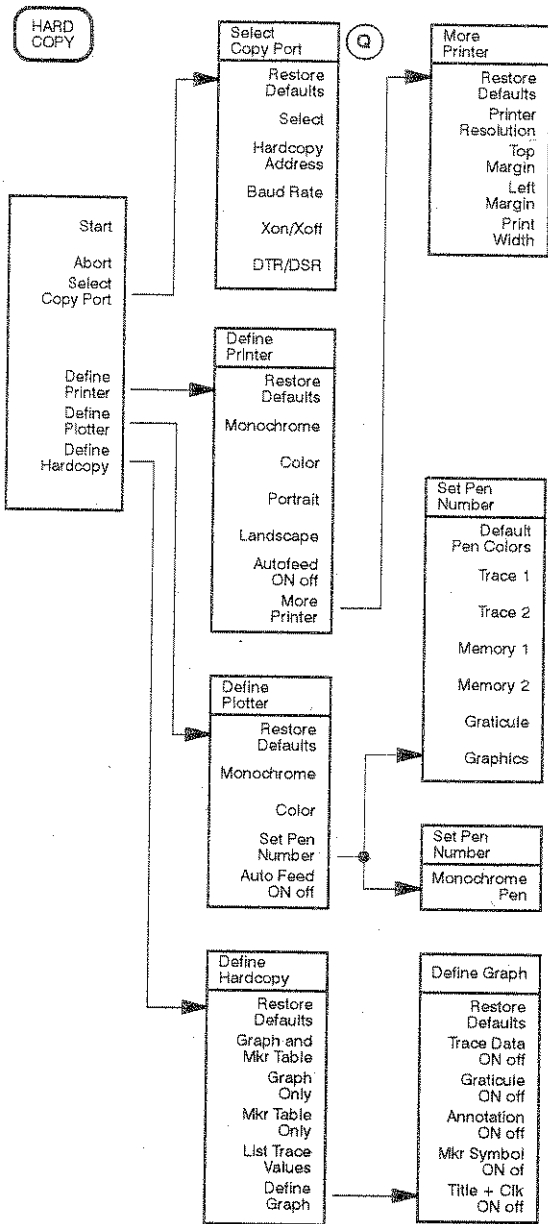 HARD
COPY
Start
Abort
Select
Copy Port
Define
Printer
Define
Plotter
Define
Hardcopy
Select
Copy Port
Q
Restore
Defaults
Select
Hardcopy
Address
Baud Rate
Xon/Xoff
DTR/DSR
More
Printer
Restore
Defaults
Printer
Resolution
Top
Margin
Left
Margin
Print
Width
Define
Printer
Restore
Defaults
Monochrome
Color
Portrait
Landscape
Autofeed
ON off
More
Printer
Define
Plotter
Restore
Defaults
Monochrome
Color
Set Pen
Number
Auto Feed
ON off
Set Pen
Number
Default
Pen Colors
Trace 1
Trace 2
Memory 1
Memory 2
Graticule
Graphics
Set Pen
Number
Monochrome
Pen
Define
Hardcopy
Restore
Defaults
Graph and
Mkr Table
Graph
Only
Mkr Table
Only
List Trace
Values
Define
Graph
Define Graph
Restore
Defaults
Trace Data
ON off
Graticule
ON off
Annotation
ON off
Mkr Symbol
ON of
Title + Clk
ON off